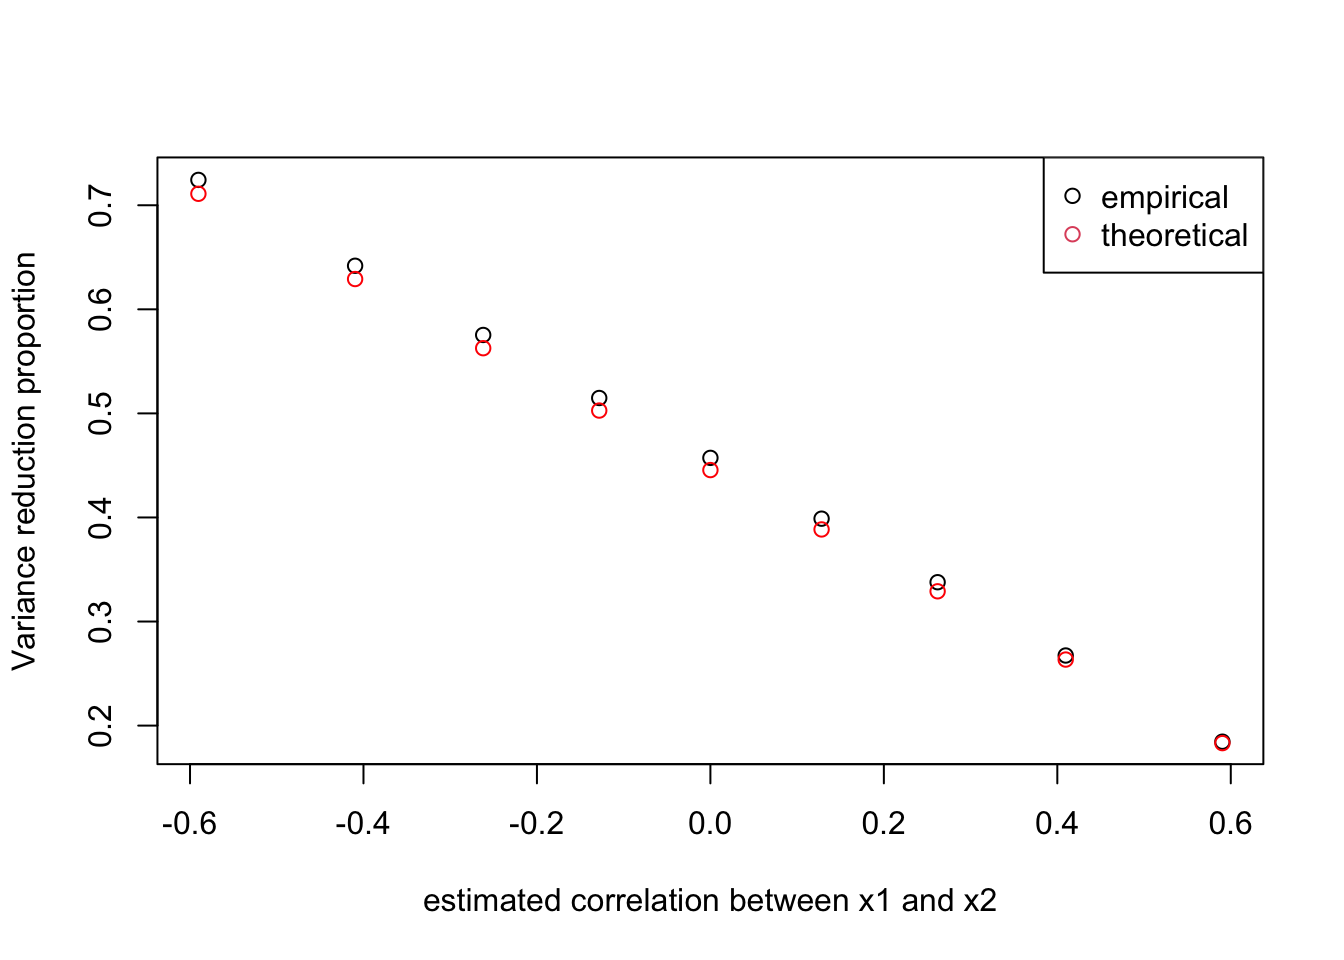 empirical
theoretical
Variance reduction proportion
0.7
0.6
0.5
0.4
0.3
0.2
-0.6 -0.4 -0.2 0.0 0.2 0.4 0.6
estimated correlation between x1 and x2